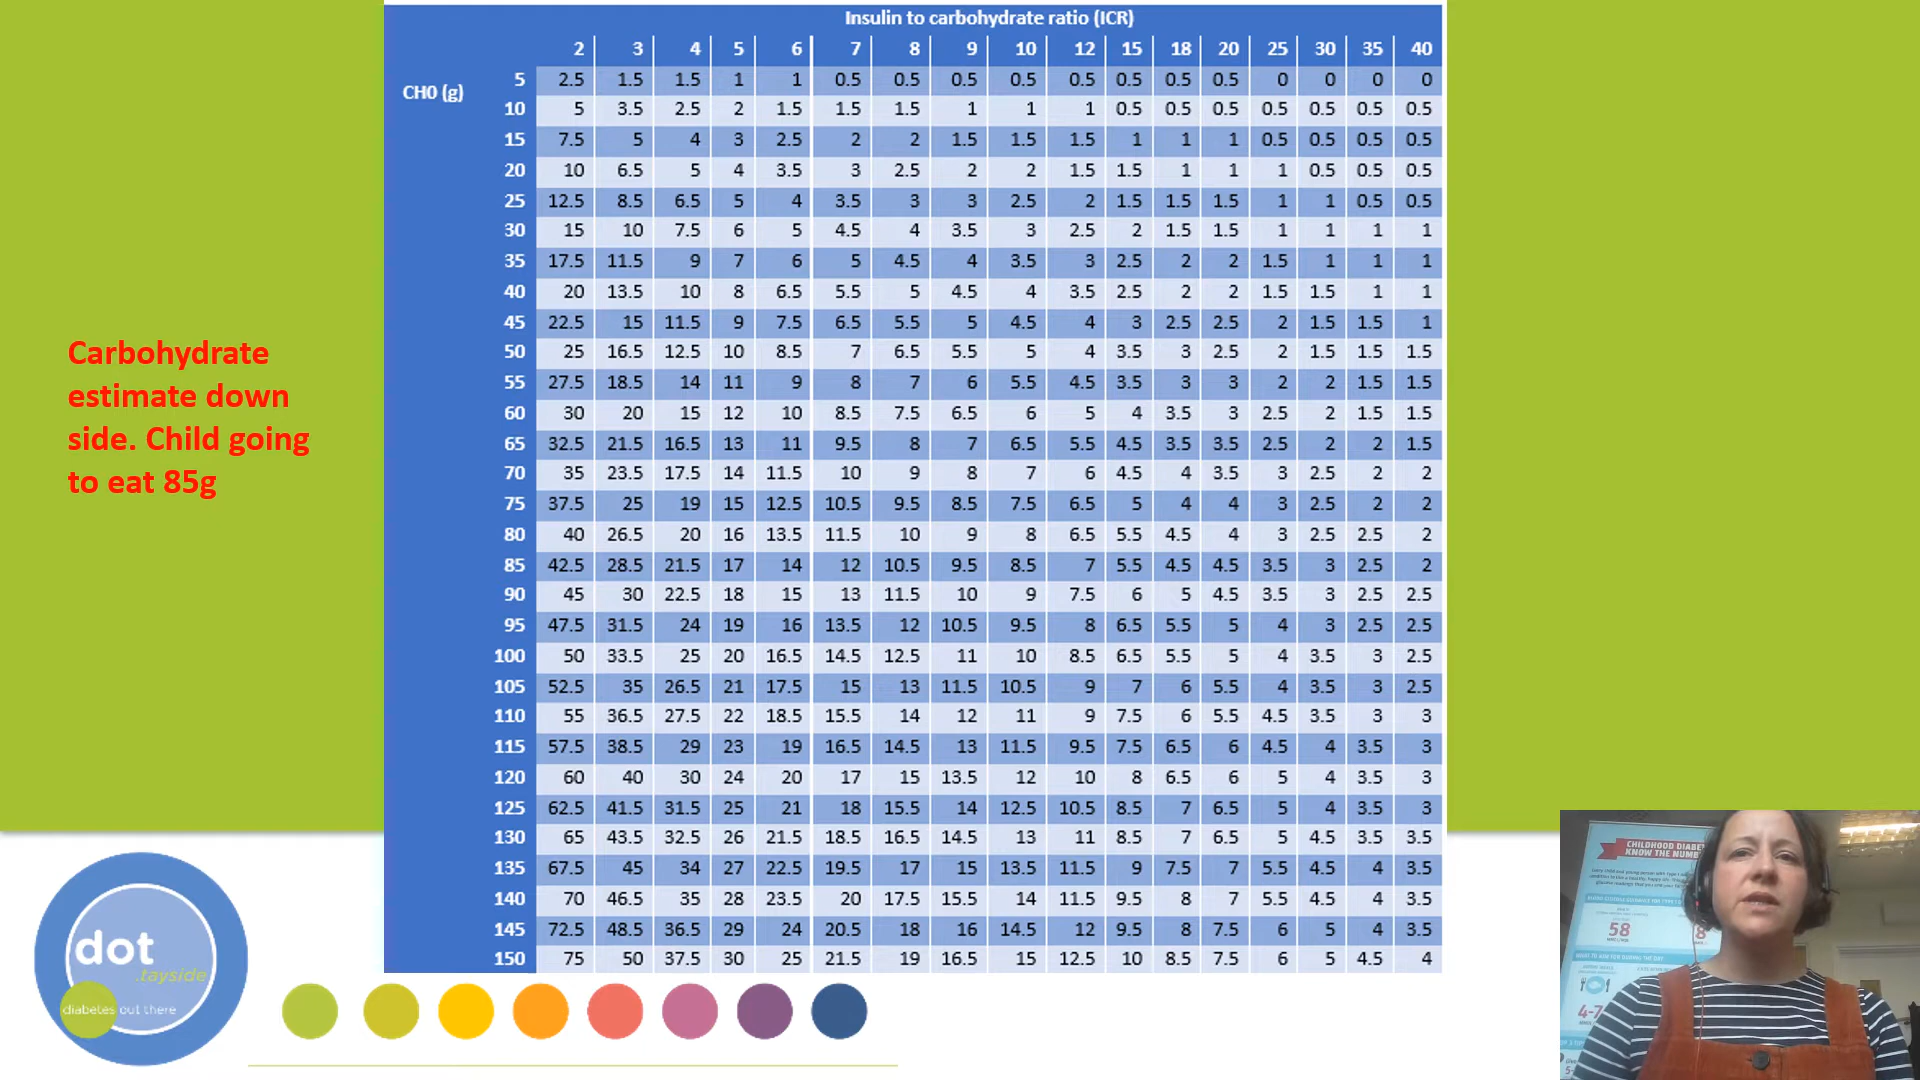 Insulin to carbohydrate ratio (ICR)
2 3 4 5 6 7 8 9 10 12 15 18 20 25 30 35 40
CH0 (g)
5 2.5 1.5 1.5 1 1 0.5 0.5 0.5 0.5 0.5 0.5 0.5 0.5 0 0 0 0
10 5 3.5 2.5 2 1.5 1.5 1.5 1 1 1 0.5 0.5 0.5 0.5 0.5 0.5 0.5
15 7.5 5 4 3 2.5 2 2 1.5 1.5 1.5 1 1 1 0.5 0.5 0.5 0.5
20 10 6.5 5 4 3.5 3 2.5 2 2 1.5 1.5 1 1 1 0.5 0.5 0.5
25 12.5 8.5 6.5 5 4 3.5 3 3 2.5 2 1.5 1.5 1.5 1 1 0.5 0.5
30 15 10 7.5 6 5 4.5 4 3.5 3 2.5 2 1.5 1.5 1 1 1 1
35 17.5 11.5 9 7 6 5 4.5 4 3.5 3 2.5 2 2 1.5 1 1 1
40 20 13.5 10 8 6.5 5.5 5 4.5 4 3.5 2.5 2 2 1.5 1.5 1 1
45 22.5 15 11.5 9 7.5 6.5 5.5 5 4.5 4 3 2.5 2.5 2 1.5 1.5 1
50 25 16.5 12.5 10 8.5 7 6.5 5.5 5 4 3.5 3 2.5 2 1.5 1.5 1.5
55 27.5 18.5 14 11 9 8 7 6 5.5 4.5 3.5 3 3 2 2 1.5 1.5
60 30 20 15 12 10 8.5 7.5 6.5 6 5 4 3.5 3 2.5 2 1.5 1.5
65 32.5 21.5 16.5 13 11 9.5 8 7 6.5 5.5 4.5 3.5 3.5 2.5 2 2 1.5
70 35 23.5 17.5 14 11.5 10 9 8 7 6 4.5 4 3.5 3 2.5 2 2
75 37.5 25 19 15 12.5 10.5 9.5 8.5 7.5 6.5 5 4 4 3 2.5 2 2
80 40 26.5 20 16 13.5 11.5 10 9 8 6.5 5.5 4.5 4 3 2.5 2.5 2
85 42.5 28.5 21.5 17 14 12 10.5 9.5 8.5 7 5.5 4.5 4.5 3.5 3 2.5 2
90 45 30 22.5 18 15 13 11.5 10 9 7.5 6 5 4.5 3.5 3 2.5 2.5
95 47.5 31.5 24 19 16 13.5 12 10.5 9.5 8 6.5 5.5 5 4 3 2.5 2.5
100 50 33.5 25 20 16.5 14.5 12.5 11 10 8.5 6.5 5.5 5 4 3.5 3 2.5
105 52.5 35 26.5 21 17.5 15 13 11.5 10.5 9 7 6 5.5 4 3.5 3 2.5
110 55 36.5 27.5 22 18.5 15.5 14 12 11 9 7.5 6 5.5 4.5 3.5 3 3
115 57.5 38.5 29 23 19 16.5 14.5 13 11.5 9.5 7.5 6.5 6 4.5 4 3.5 3
120 60 40 30 24 20 17 15 13.5 12 10 8 6.5 6 5 4 3.5 3
125 62.5 41.5 31.5 25 21 18 15.5 14 12.5 10.5 8.5 7 6.5 5 4 3.5 3
130 65 43.5 32.5 26 21.5 18.5 16.5 14.5 13 11 8.5 7 6.5 5 4.5 3.5 3.5
135 67.5 45 34 27 22.5 19.5 17 15 13.5 11.5 9 7.5 7 5.5 4.5 4 3.5
140 70 46.5 35 28 23.5 20 17.5 15.5 14 11.5 9.5 8 7 5.5 4.5 4 3.5
145 72.5 48.5 36.5 29 24 20.5 18 16 14.5 12 9.5 8 7.5 6 5 4 3.5
150 75 50 37.5 30 25 21.5 19 16.5 15 12.5 10 8.5 7.5 6 5 4.5 4
Carbohydrate
estimate down
side. Child going
to eat 85g
dot
.tayside
diabetes out there
CHILDHOOD
KNOW THE
58
4-7